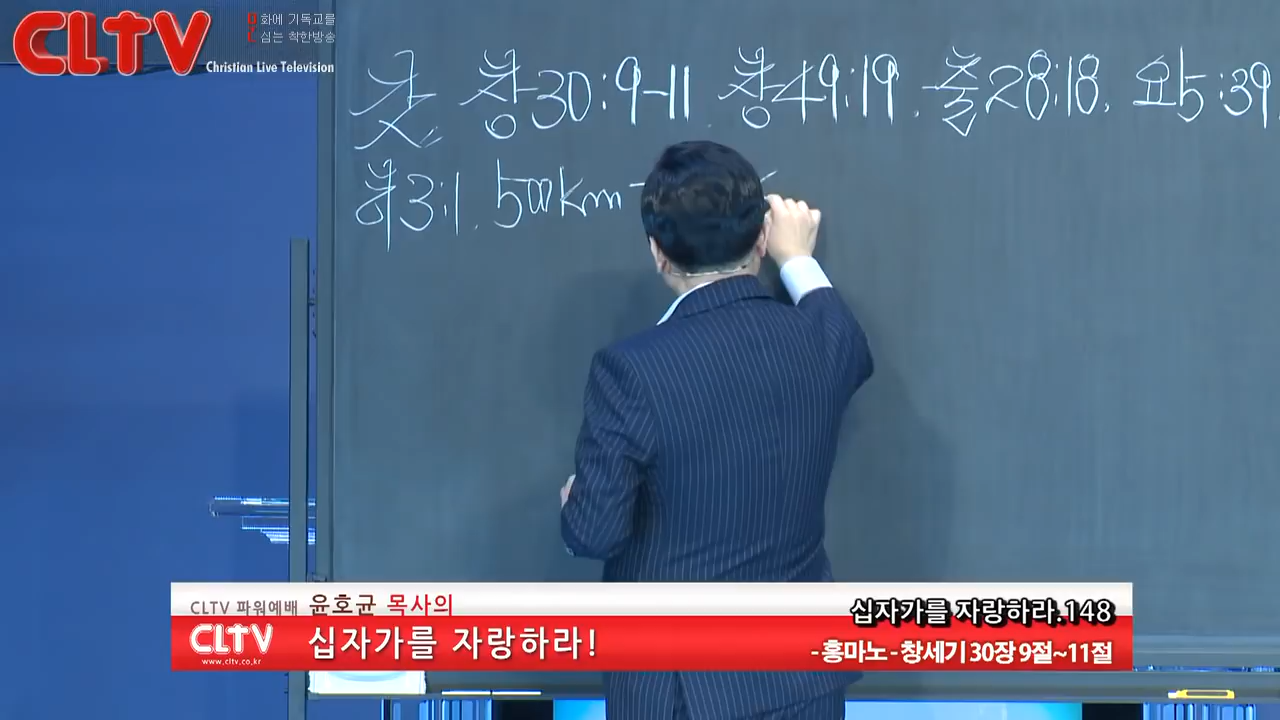 CLTV
문화에 기독교를
심는 착한방송
Christian Live Television
갓 창30:9-11. 창49:19. 출28:18. 요5:39.
합3:1. 500km
CLTV 파워예배 윤호균 목사의
십자가를 자랑하라.148
CLTV
www.cltv.co.kr
십자가를 자랑하라!
- 홍마노 - 창세기 30장 9절~11절